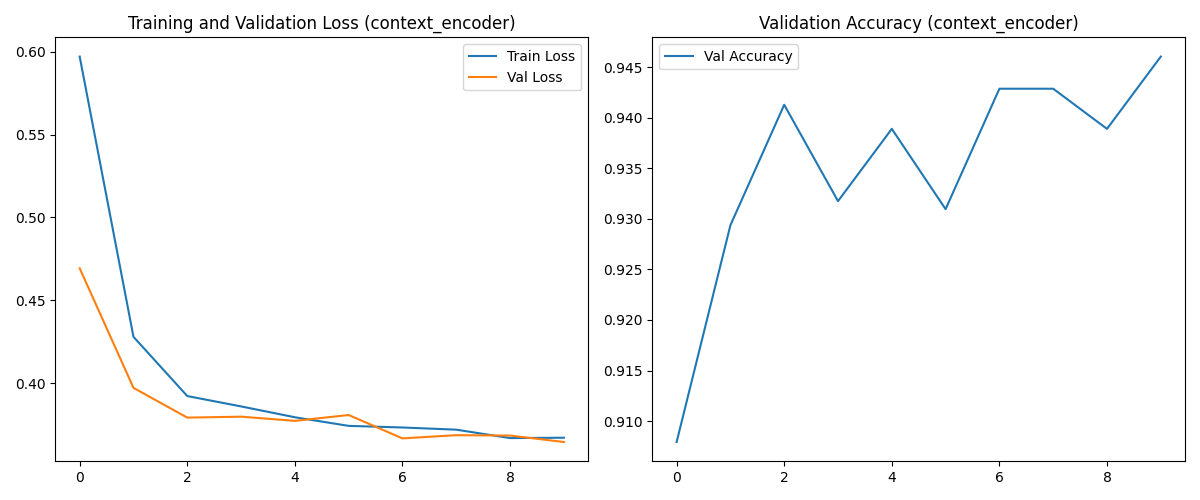 Training and Validation Loss (context_encoder)
Train Loss
Val Loss
0.60
0.55
0.50
0.45
0.40
0 2 4 6 8
Validation Accuracy (context_encoder)
Val Accuracy
0.945
0.940
0.935
0.930
0.925
0.920
0.915
0.910
0 2 4 6 8